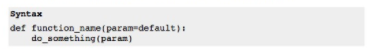 Syntax
def function_name(param=default):
    do_something(param)